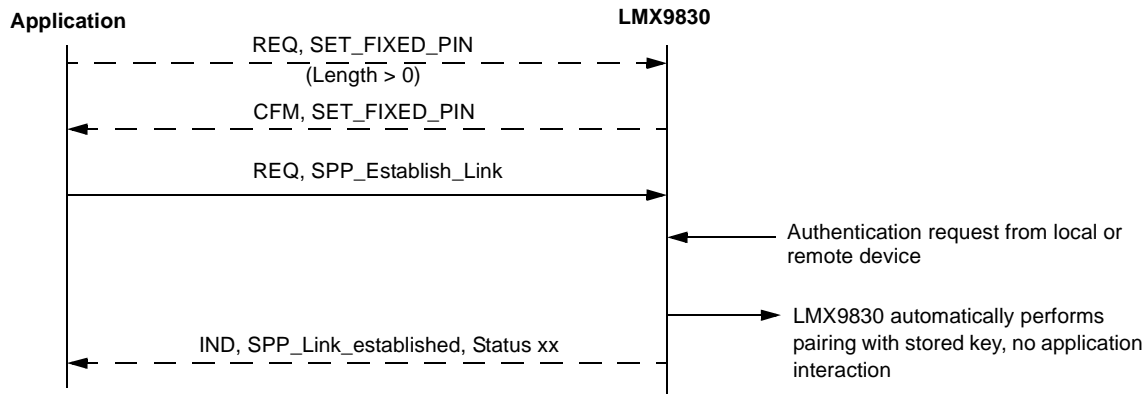 Application
LMX9830
REQ, SET_FIXED_PIN
(Length > 0)
CFM, SET_FIXED_PIN
REQ, SPP_Establish_Link
Authentication request from local or
remote device
LMX9830 automatically performs
pairing with stored key, no application
interaction
IND, SPP_Link_established, Status xx